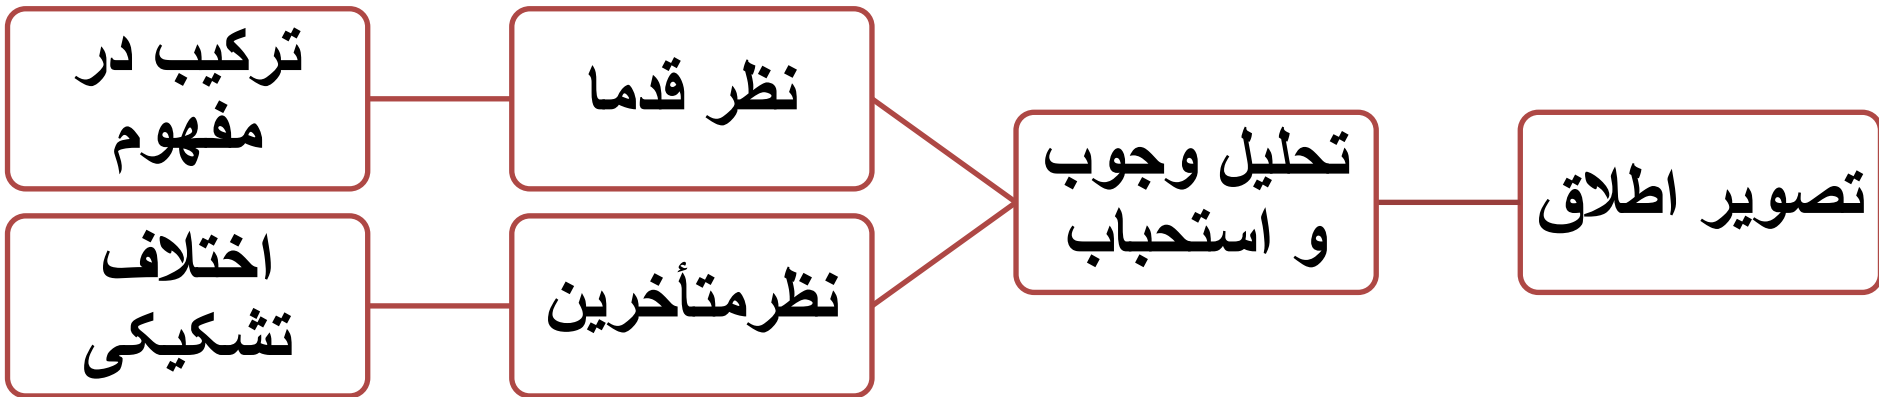 تصویر اطلاق
تحلیل وجوب
و استحباب
نظر قدما
ترکیب در
مفهوم
نظرمتأخرین
اختلاف
تشکیکی